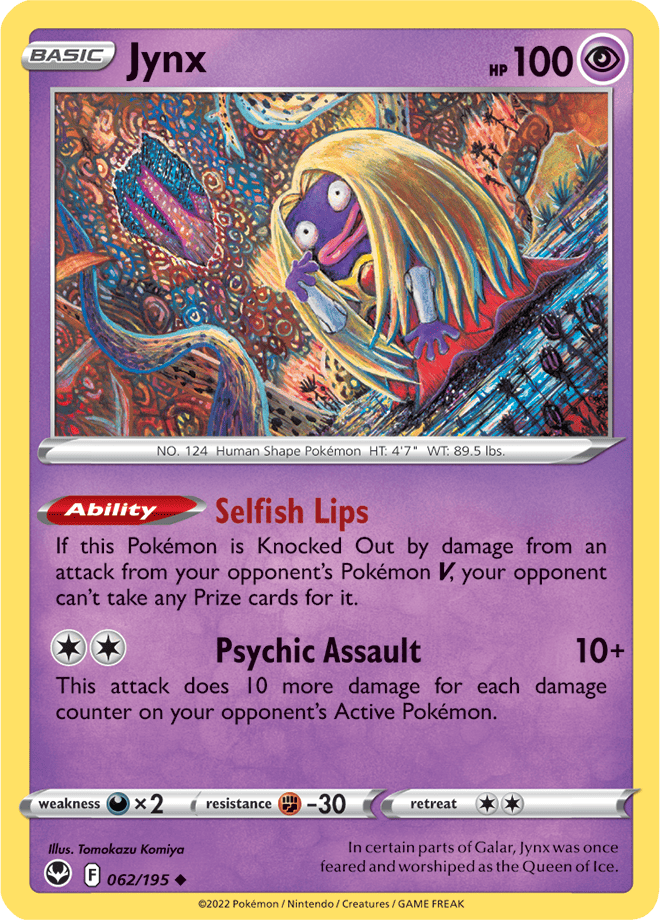 BASIC Jynx HP 100
NO. 124 Human Shape Pokémon HT: 4'7" WT: 89.5 lbs.
Ability Selfish Lips
If this Pokémon is Knocked Out by damage from an
attack from your opponent's Pokémon V, your opponent
can't take any Prize cards for it.
Psychic Assault 10+
This attack does 10 more damage for each damage
counter on your opponent's Active Pokémon.
weakness ×2 resistance -30 retreat
Illus. Tomokazu Komiya
In certain parts of Galar, Jynx was once
feared and worshiped as the Queen of Ice.
F 062/195
©2022 Pokémon / Nintendo / Creatures / GAME FREAK